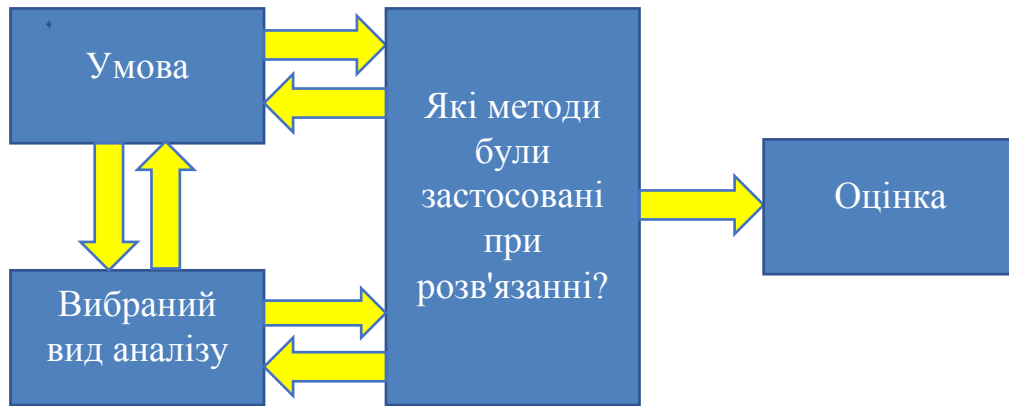 Умова
Які методи
були
застосовані
при
розв'язанні?
Оцінка
Вибраний
вид аналізу